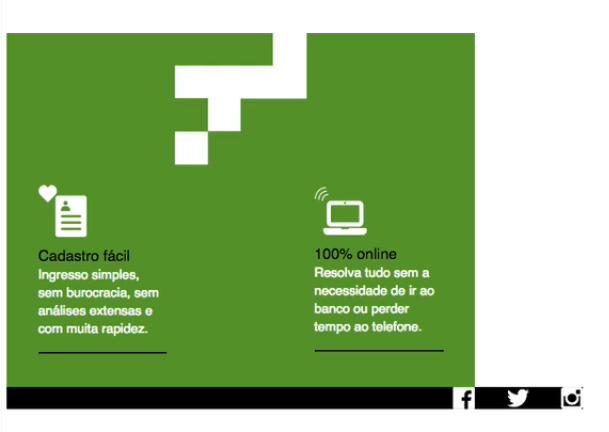 Cadastro fácil
Ingresso simples,
sem burocracia, sem
análises extensas e
com muita rapidez.
100% online
Resolva tudo sem a
necessidade de ir ao
banco ou perder
tempo ao telefone.